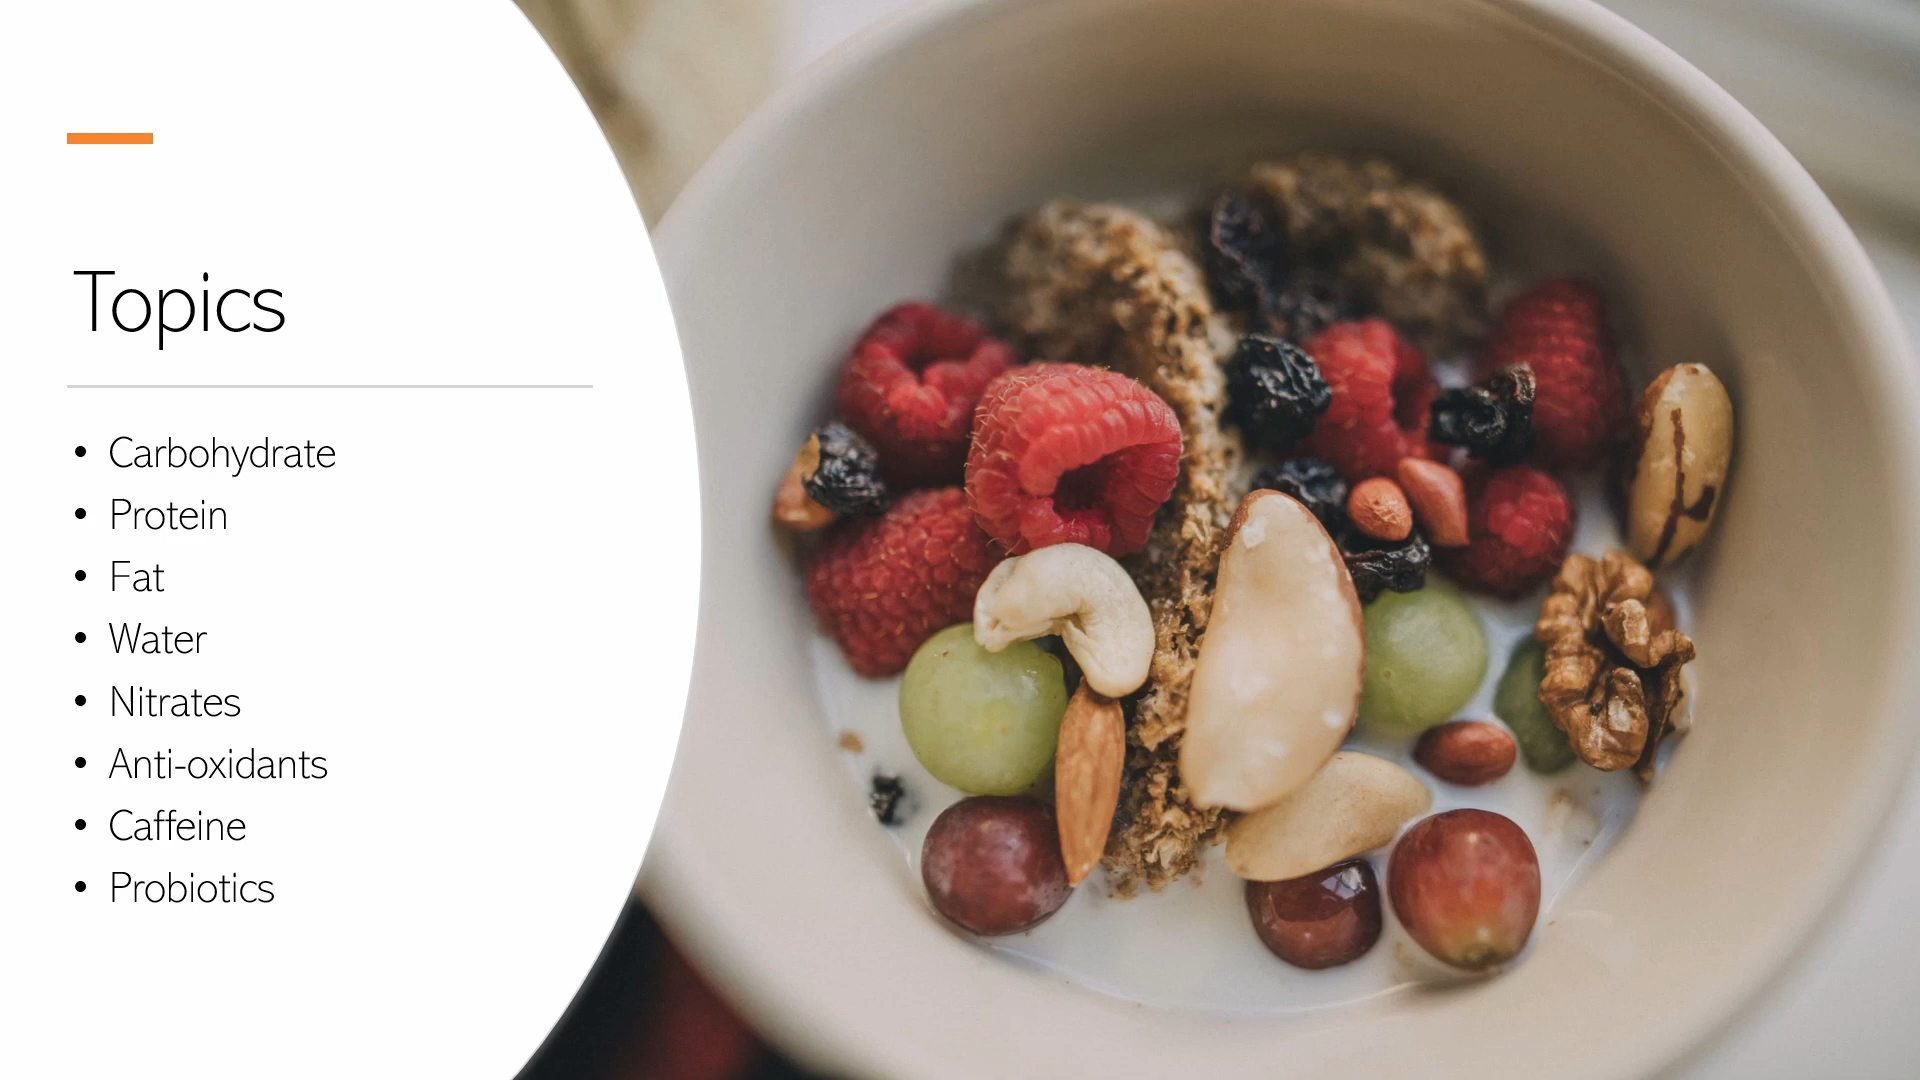 Topics
• Carbohydrate
• Protein
• Fat
• Water
• Nitrates
• Anti-oxidants
• Caffeine
• Probiotics